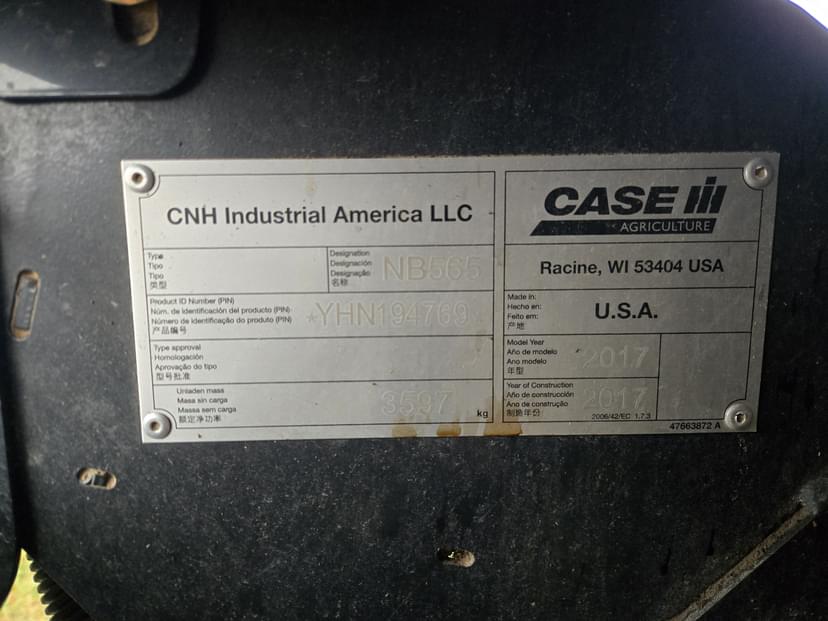 CNH Industrial America LLC
Type
Tipo
Tipo
类型
Designation
Designación
Designação
名称
NB565
Product ID Number (PIN)
Núm. de identificación del producto (PIN)
Número de identificação do produto (PIN)
产品编号
*YHN194769
Type approval
Homologación
Aprovação do tipo
型号批准
Unladen mass
Masa sin carga
Massa sem carga
额定净功率
3597
kg
CASE IH
AGRICULTURE
Racine, WI 53404 USA
Made in:
Hecho en:
Feito em:
产地
U.S.A.
Model Year
Año de modelo
Ano modelo
年型
2017
Year of Construction
Año de construcción
Ano de construção
制造年份
2017
2006/42/EC 1.7.3
47663872 A